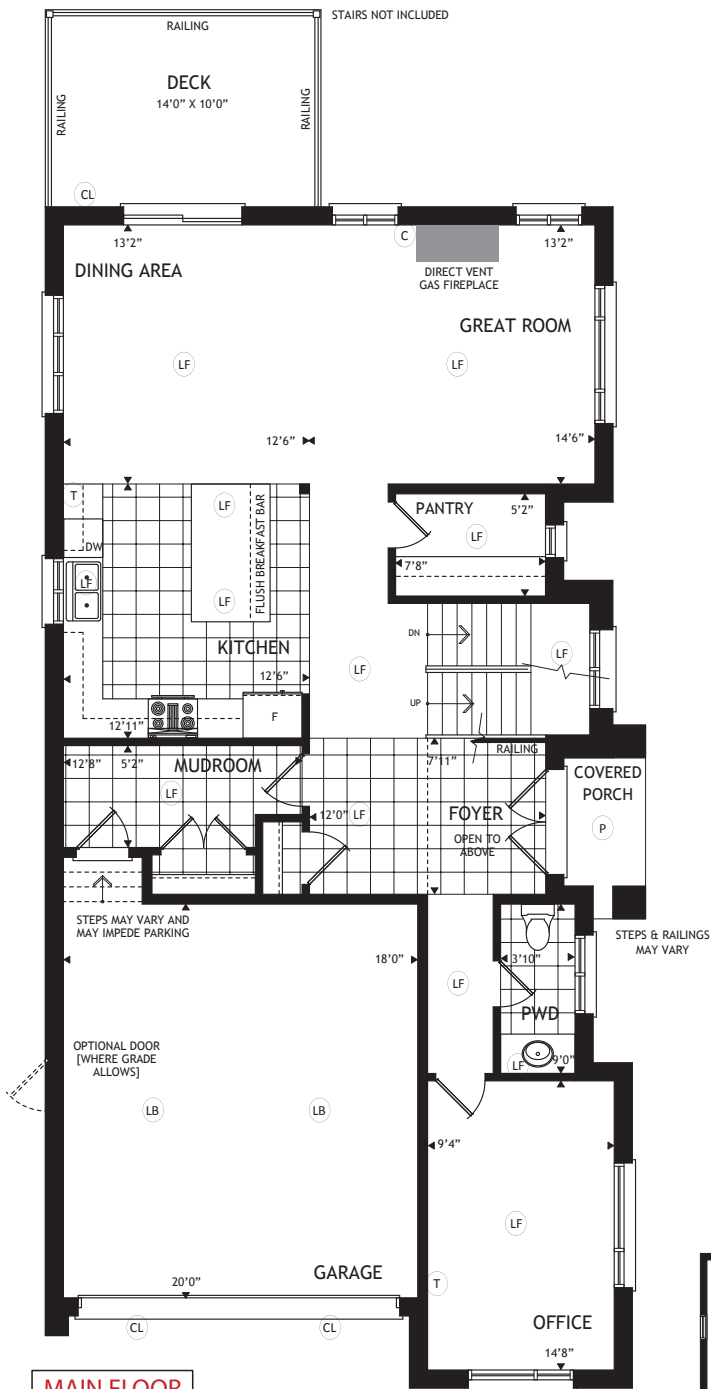 STAIRS NOT INCLUDED
RAILING
DECK
14'0" X 10'0"
RAILING
RAILING
CL
13'2"
C
13'2"
DINING AREA
DIRECT VENT
GAS FIREPLACE
GREAT ROOM
LF
LF
12'6"
14'6"
T
LF
PANTRY
5'2"
LF
DW
FLUSH BREAKFAST BAR
7'8"
LF
LF
KITCHEN
DN
LF
LF
12'6"
UP
F
12'11"
RAILING
12'8"
5'2"
MUDROOM
7'11"
COVERED
PORCH
LF
12'0"
LF
FOYER
P
OPEN TO
ABOVE
STEPS MAY VARY AND
MAY IMPEDE PARKING
STEPS & RAILINGS
MAY VARY
18'0"
3'10"
LF
PWD
OPTIONAL DOOR
[WHERE GRADE
ALLOWS]
LF
9'0"
LB
LB
9'4"
LF
GARAGE
T
20'0"
OFFICE
CL
CL
14'8"
MAIN FLOOR